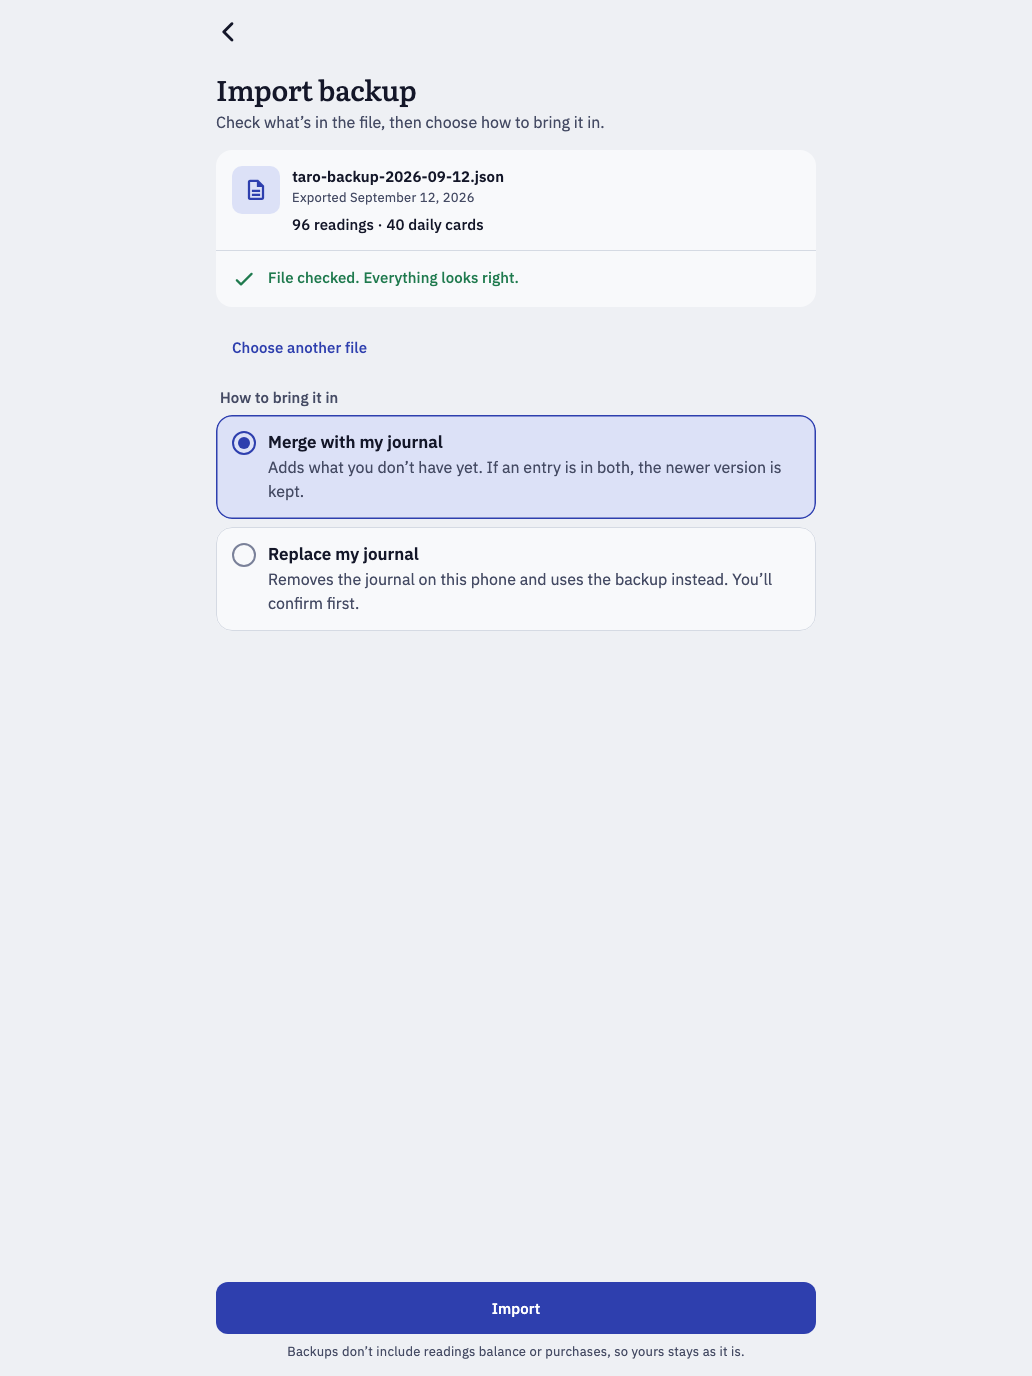 Import backup
Check what’s in the file, then choose how to bring it in.
taro-backup-2026-09-12.json
Exported September 12, 2026
96 readings · 40 daily cards
File checked. Everything looks right.
Choose another file
How to bring it in
Merge with my journal
Adds what you don’t have yet. If an entry is in both, the newer version is
kept.
Replace my journal
Removes the journal on this phone and uses the backup instead. You’ll
confirm first.
Import
Backups don’t include readings balance or purchases, so yours stays as it is.